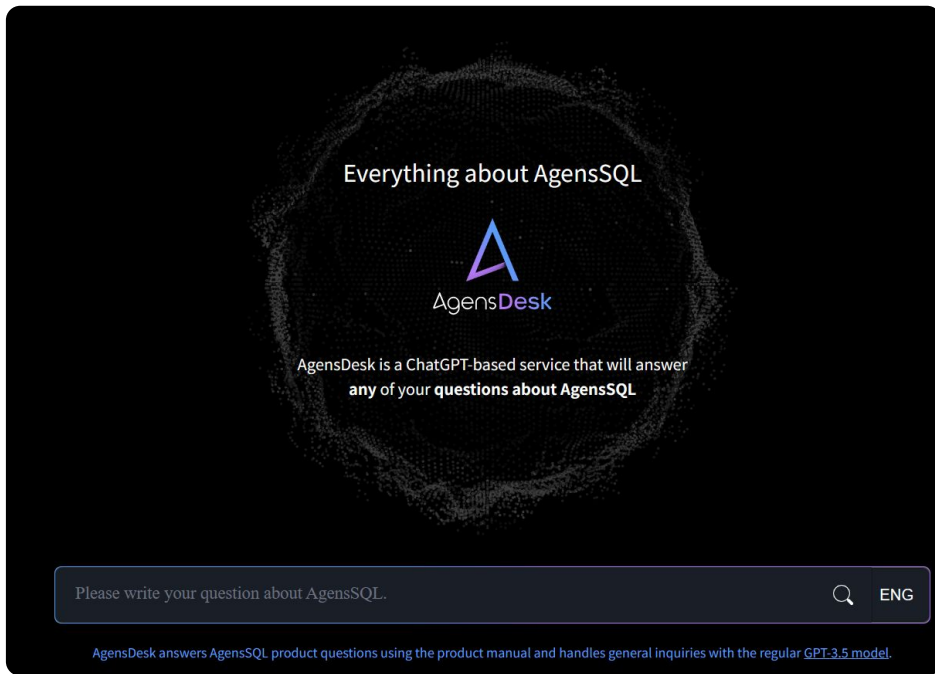 Everything about AgensSQL
AgensDesk
AgensDesk is a ChatGPT-based service that will answer
any of your questions about AgensSQL
Please write your question about AgensSQL.
ENG
AgensDesk answers AgensSQL product questions using the product manual and handles general inquiries with the regular GPT-3.5 model.